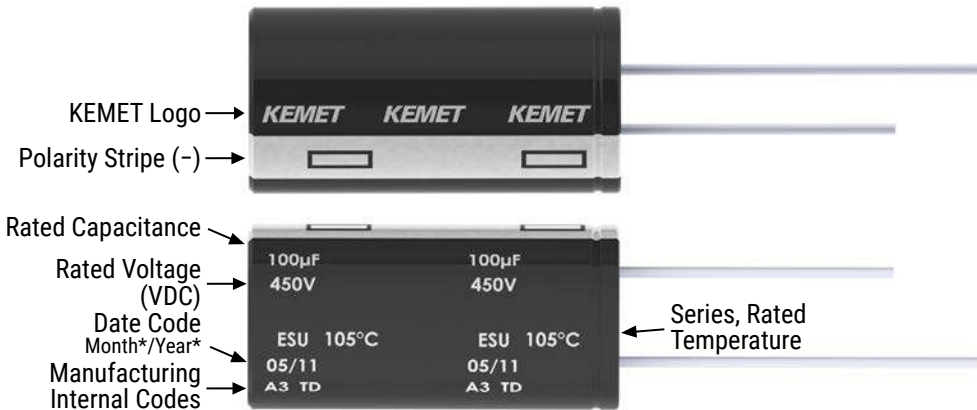 KEMET Logo
KEMET KEMET KEMET
Polarity Stripe (−)
Rated Capacitance
100µF 100µF
Rated Voltage
(VDC)
450V 450V
Series, Rated
Temperature
ESU 105°C ESU 105°C
Date Code
Month*/Year*
05/11 05/11
Manufacturing
Internal Codes
A3 TD A3 TD